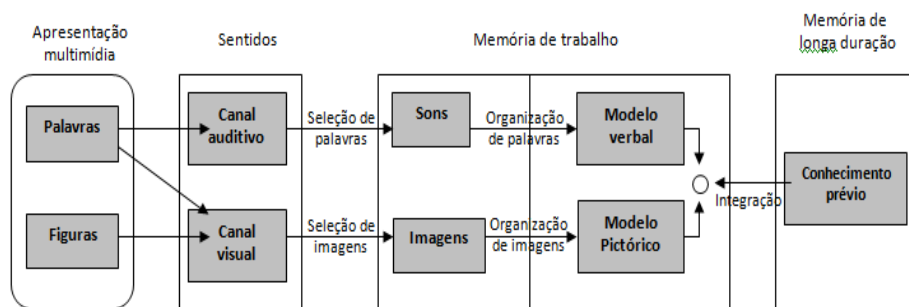 Apresentação
multimídia
Sentidos
Memória de trabalho
Memória de
longa duração
Palavras
Figuras
Canal
auditivo
Canal
visual
Seleção de
palavras
Seleção de
imagens
Sons
Imagens
Organização
de palavras
Organização
de imagens
Modelo
verbal
Modelo
Pictórico
Integração
Conhecimento
prévio